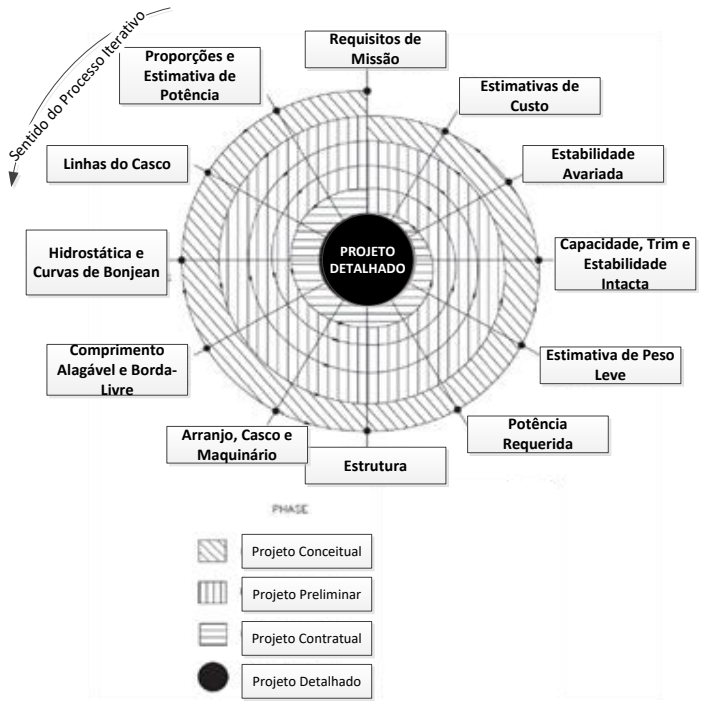 Requisitos de
Missão
Proporções e
Estimativa de
Potência
Estimativas de
Custo
Sentido do Processo Iterativo
Linhas do Casco
Estabilidade
Avariada
Hidrostática e
Curvas de Bonjean
PROJETO
DETALHADO
Capacidade, Trim e
Estabilidade
Intacta
Comprimento
Alagável e Borda-
Livre
Estimativa de Peso
Leve
Arranjo, Casco e
Maquinário
Potência
Requerida
Estrutura
PHASE
Projeto Conceitual
Projeto Preliminar
Projeto Contratual
Projeto Detalhado